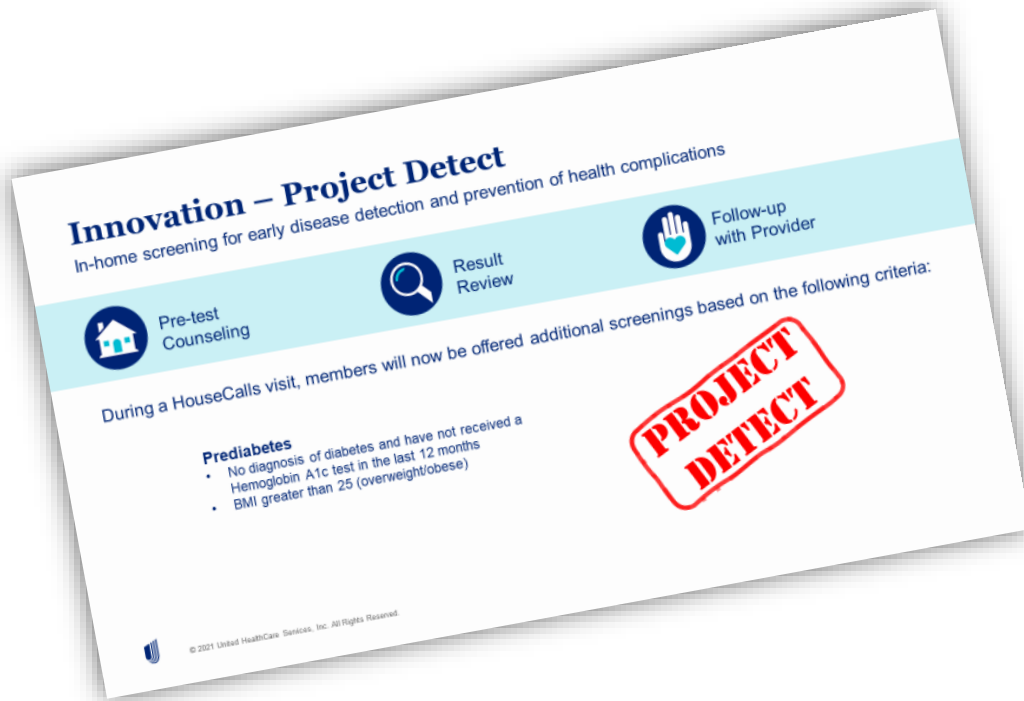 Innovation – Project Detect
In-home screening for early disease detection and prevention of health complications
Pre-test
Counseling
Result
Review
Follow-up
with Provider
During a HouseCalls visit, members will now be offered additional screenings based on the following criteria:
Prediabetes
• No diagnosis of diabetes and have not received a
Hemoglobin A1c test in the last 12 months
• BMI greater than 25 (overweight/obese)
PROJECT
DETECT
© 2021 United HealthCare Services, Inc. All Rights Reserved.